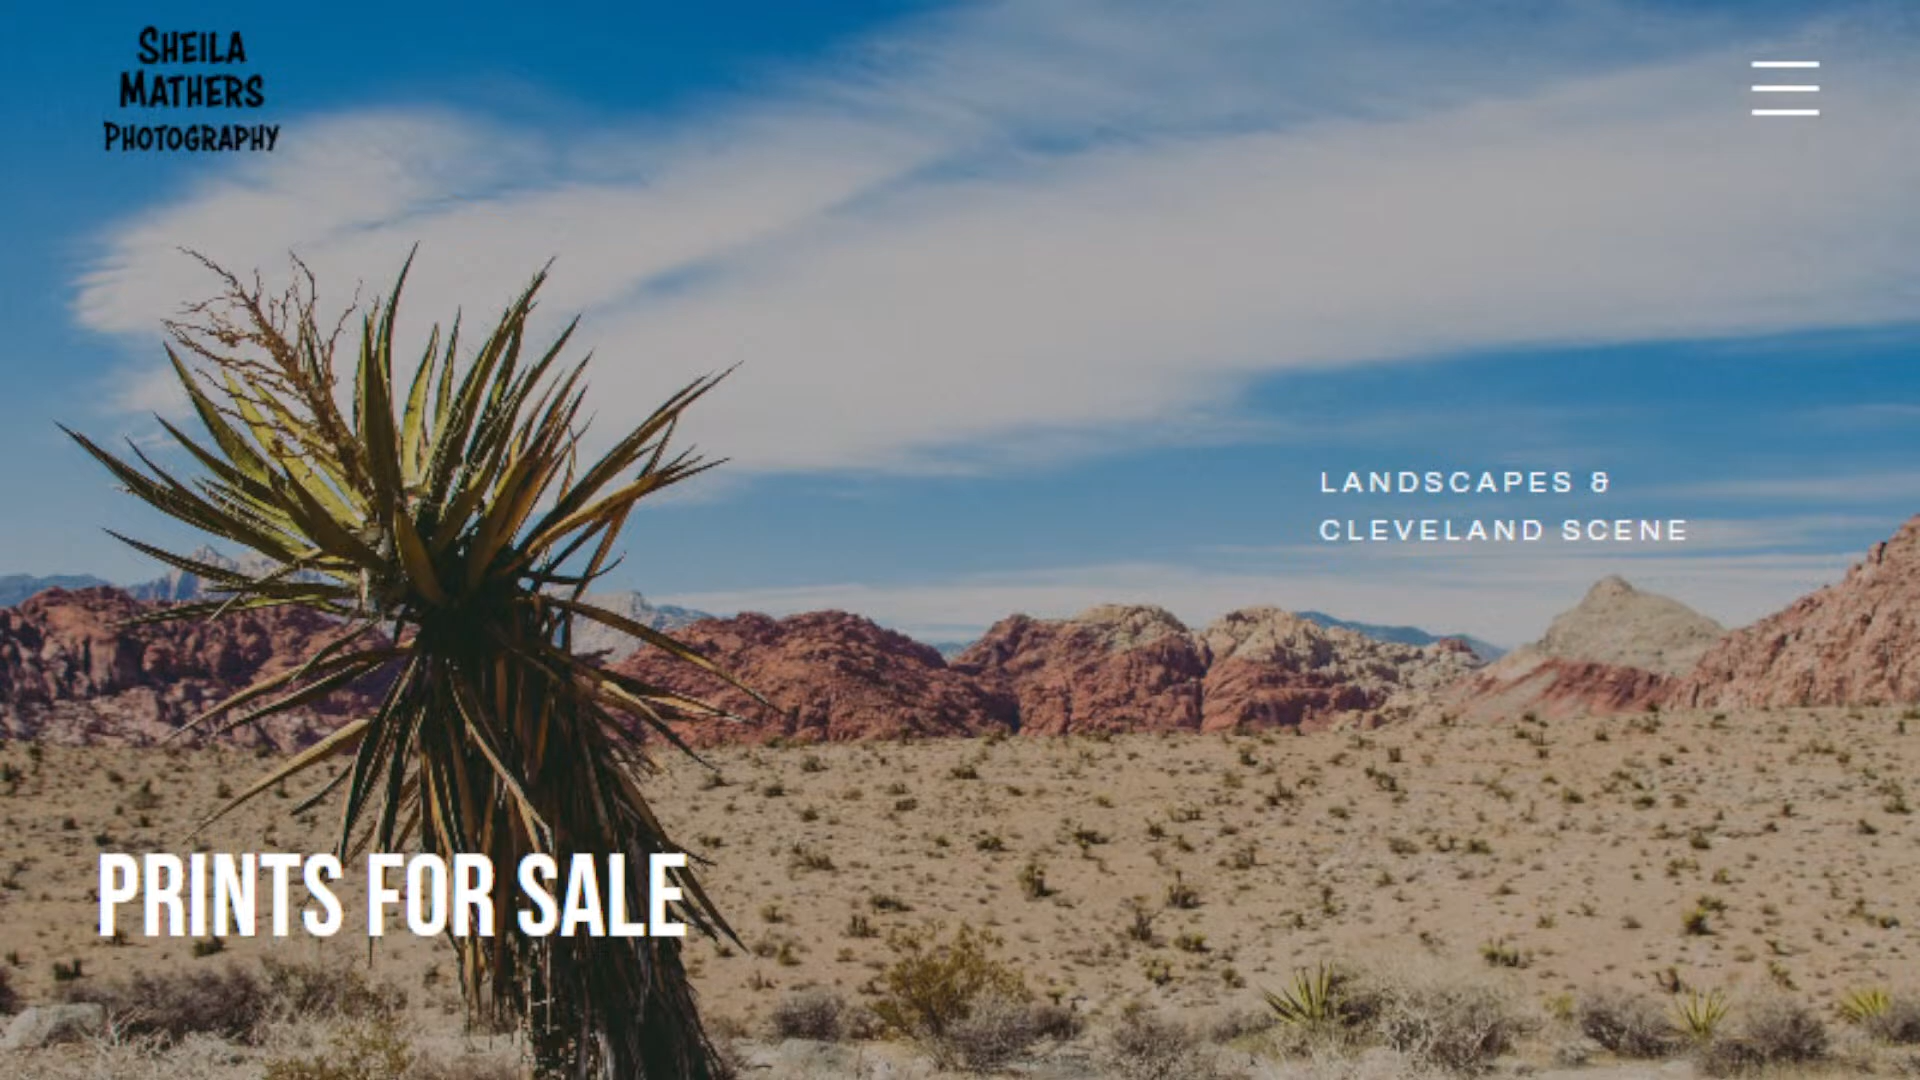 SHEILA
MATHERS
PHOTOGRAPHY
LANDSCAPES &
CLEVELAND SCENE
PRINTS FOR SALE